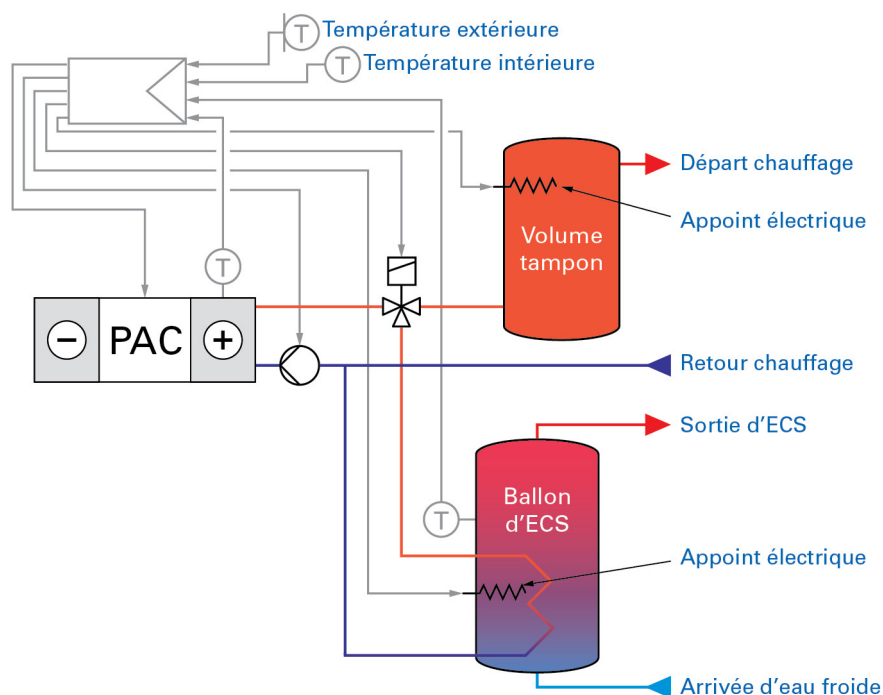 T Température extérieure
T Température intérieure
Départ chauffage
Appoint électrique
Volume
tampon
T
− PAC +
Retour chauffage
Sortie d'ECS
Ballon
d'ECS
T
Appoint électrique
Arrivée d'eau froide